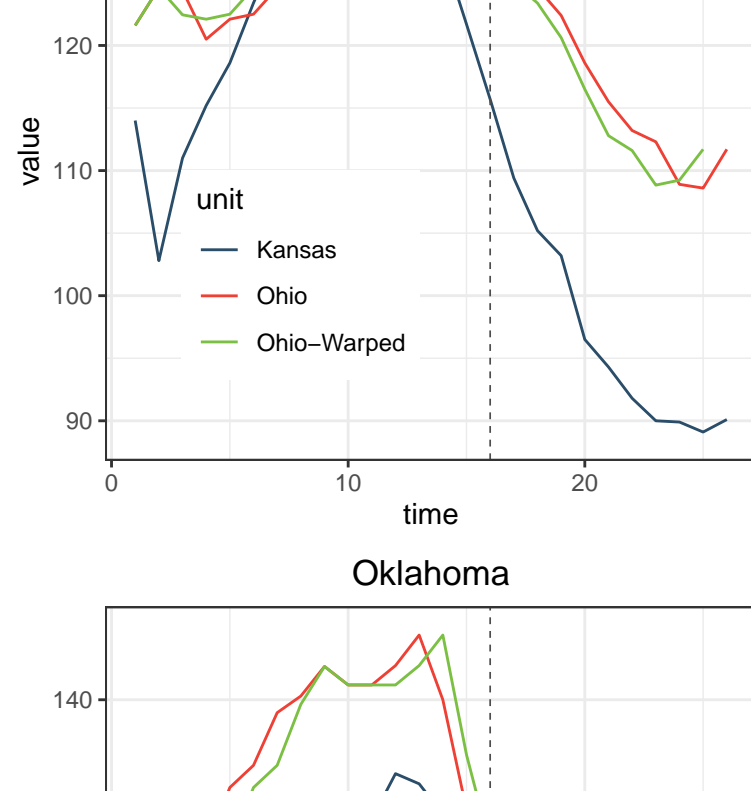 120
110
100
90
value
unit
Kansas
Ohio
Ohio−Warped
0 10 20
time
Oklahoma
140